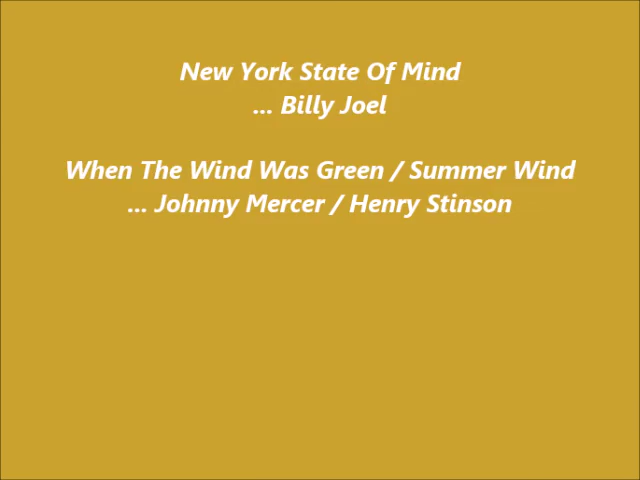 New York State Of Mind
... Billy Joel
When The Wind Was Green / Summer Wind
... Johnny Mercer / Henry Stinson